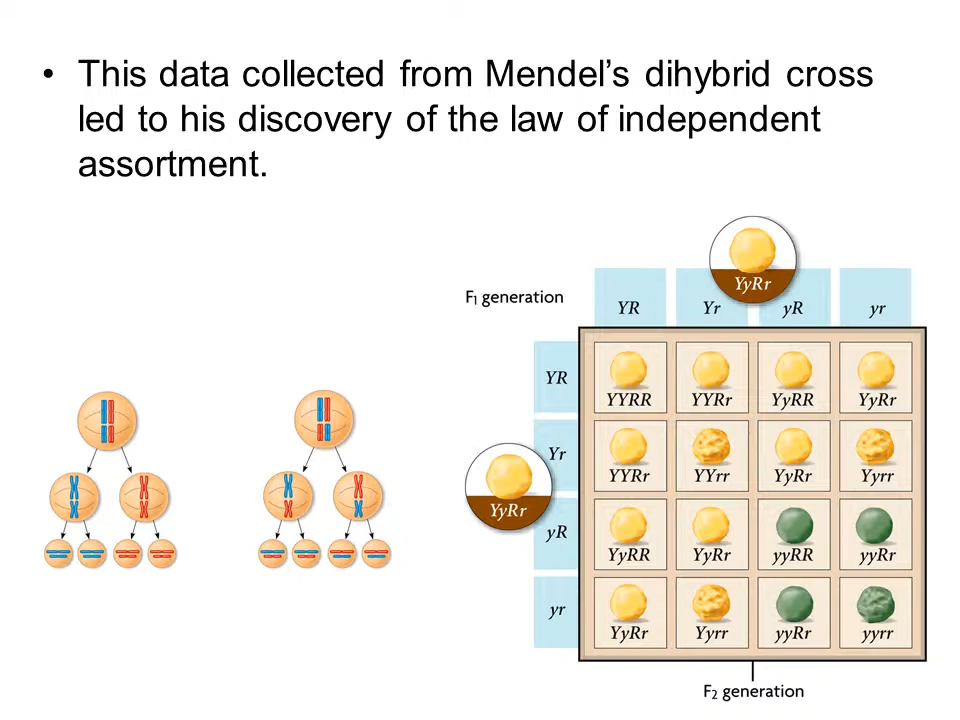 • This data collected from Mendel’s dihybrid cross
led to his discovery of the law of independent
assortment.
YyRr
F1 generation
YR Yr yR yr
YR
YYRR YYRr YyRR YyRr
Yr
YYRr YYrr YyRr Yyrr
YyRr
yR
YyRR YyRr yyRR yyRr
yr
YyRr Yyrr yyRr yyrr
F2 generation